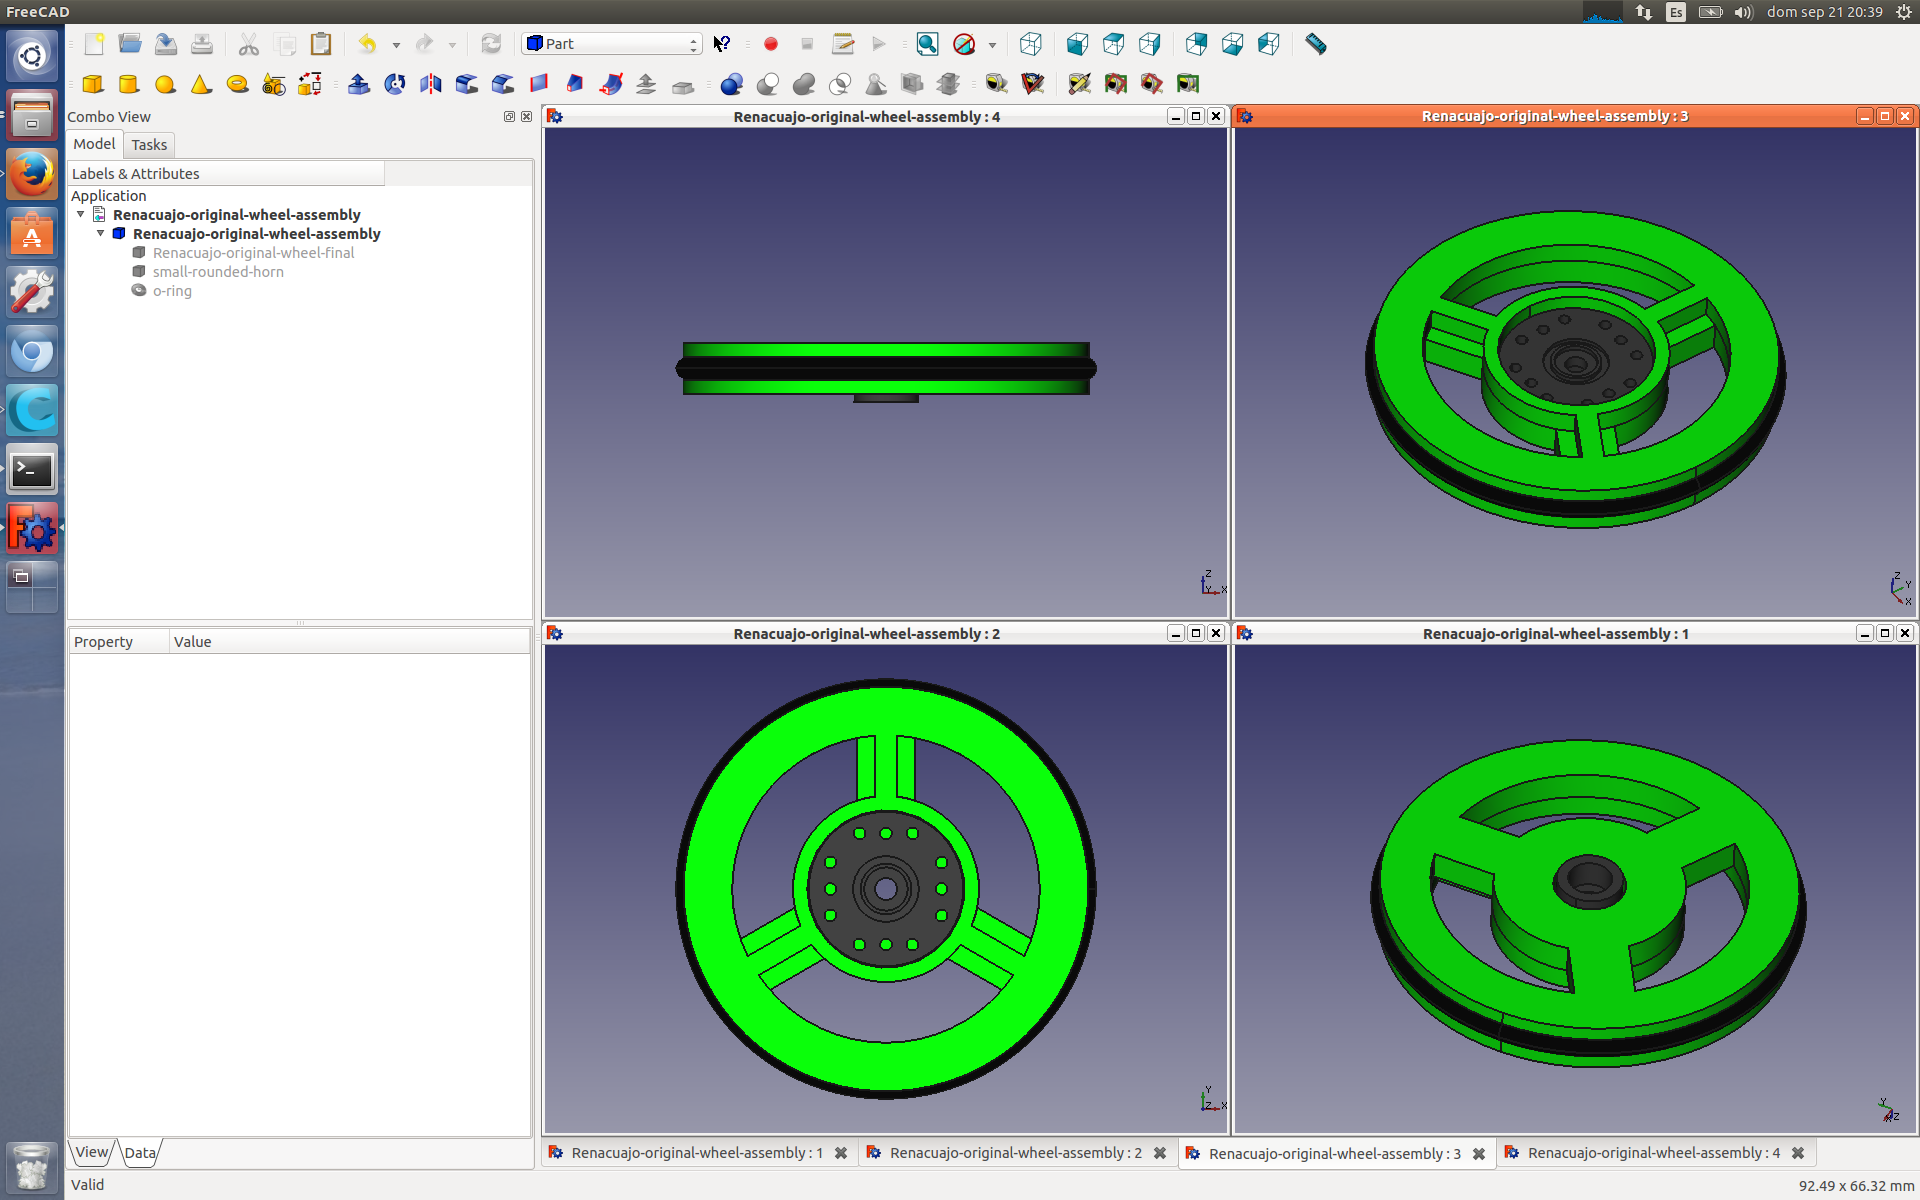 FreeCAD
Es
dom sep 21 20:39
Part
Combo View
Model
Tasks
Labels & Attributes
Application
Renacuajo-original-wheel-assembly
Renacuajo-original-wheel-assembly
Renacuajo-original-wheel-final
small-rounded-horn
o-ring
Property
Value
View
Data
Valid
Renacuajo-original-wheel-assembly : 4
Z
Y
X
Renacuajo-original-wheel-assembly : 3
Z
Y
X
Renacuajo-original-wheel-assembly : 2
Y
Z
X
Renacuajo-original-wheel-assembly : 1
Y
Z
Renacuajo-original-wheel-assembly : 1
Renacuajo-original-wheel-assembly : 2
Renacuajo-original-wheel-assembly : 3
Renacuajo-original-wheel-assembly : 4
92.49 x 66.32 mm